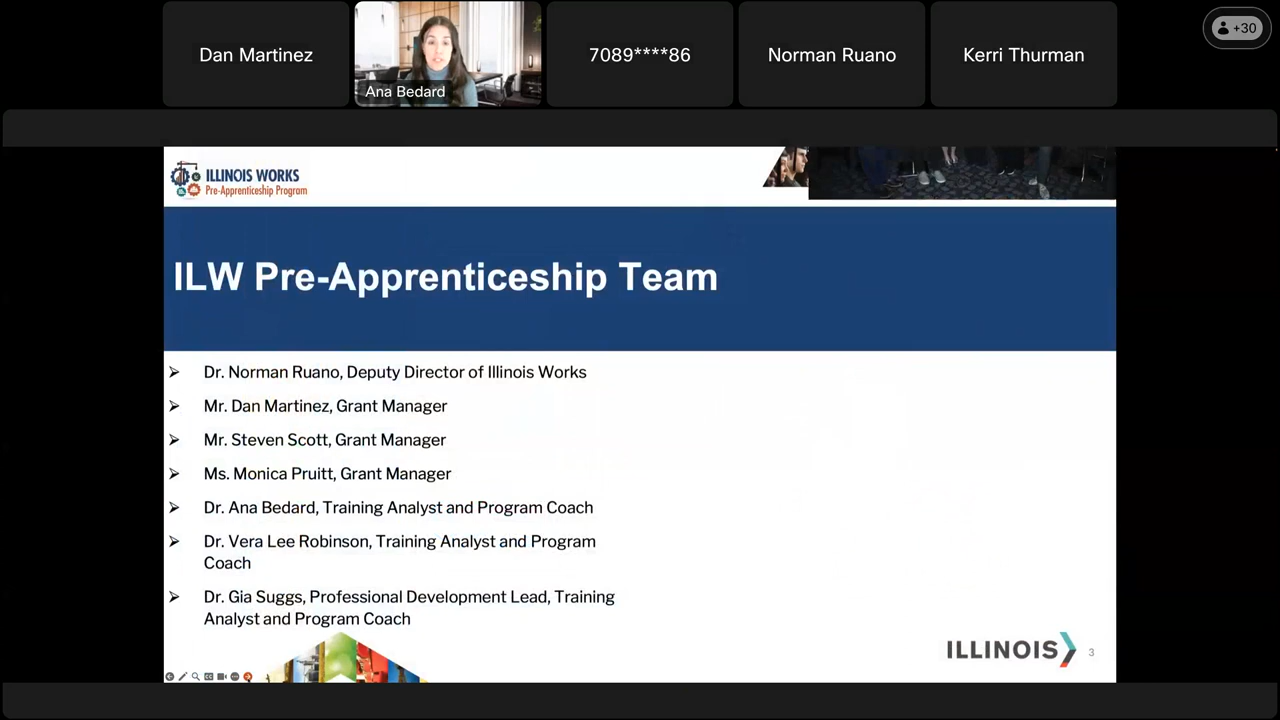 Dan Martinez
Ana Bedard
7089****86
Norman Ruano
Kerri Thurman
+30
ILLINOIS WORKS
Pre-Apprenticeship Program
ILW Pre-Apprenticeship Team
➢ Dr. Norman Ruano, Deputy Director of Illinois Works
➢ Mr. Dan Martinez, Grant Manager
➢ Mr. Steven Scott, Grant Manager
➢ Ms. Monica Pruitt, Grant Manager
➢ Dr. Ana Bedard, Training Analyst and Program Coach
➢ Dr. Vera Lee Robinson, Training Analyst and Program
Coach
➢ Dr. Gia Suggs, Professional Development Lead, Training
Analyst and Program Coach
ILLINOIS
3